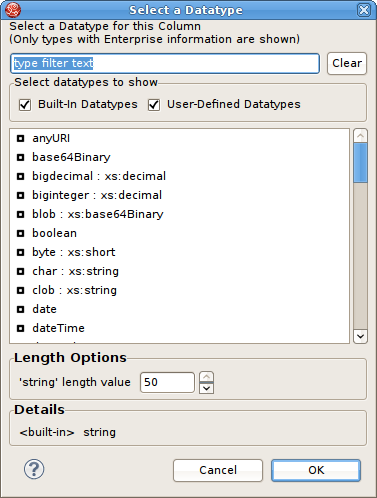 Select a Datatype
Select a Datatype for this Column
(Only types with Enterprise information are shown)
type filter text
Clear
Select datatypes to show
Built-In Datatypes
User-Defined Datatypes
anyURI
base64Binary
bigdecimal : xs:decimal
biginteger : xs:decimal
blob : xs:base64Binary
boolean
byte : xs:short
char : xs:string
clob : xs:string
date
dateTime
Length Options
'string' length value
50
Details
<built-in> string
?
Cancel
OK